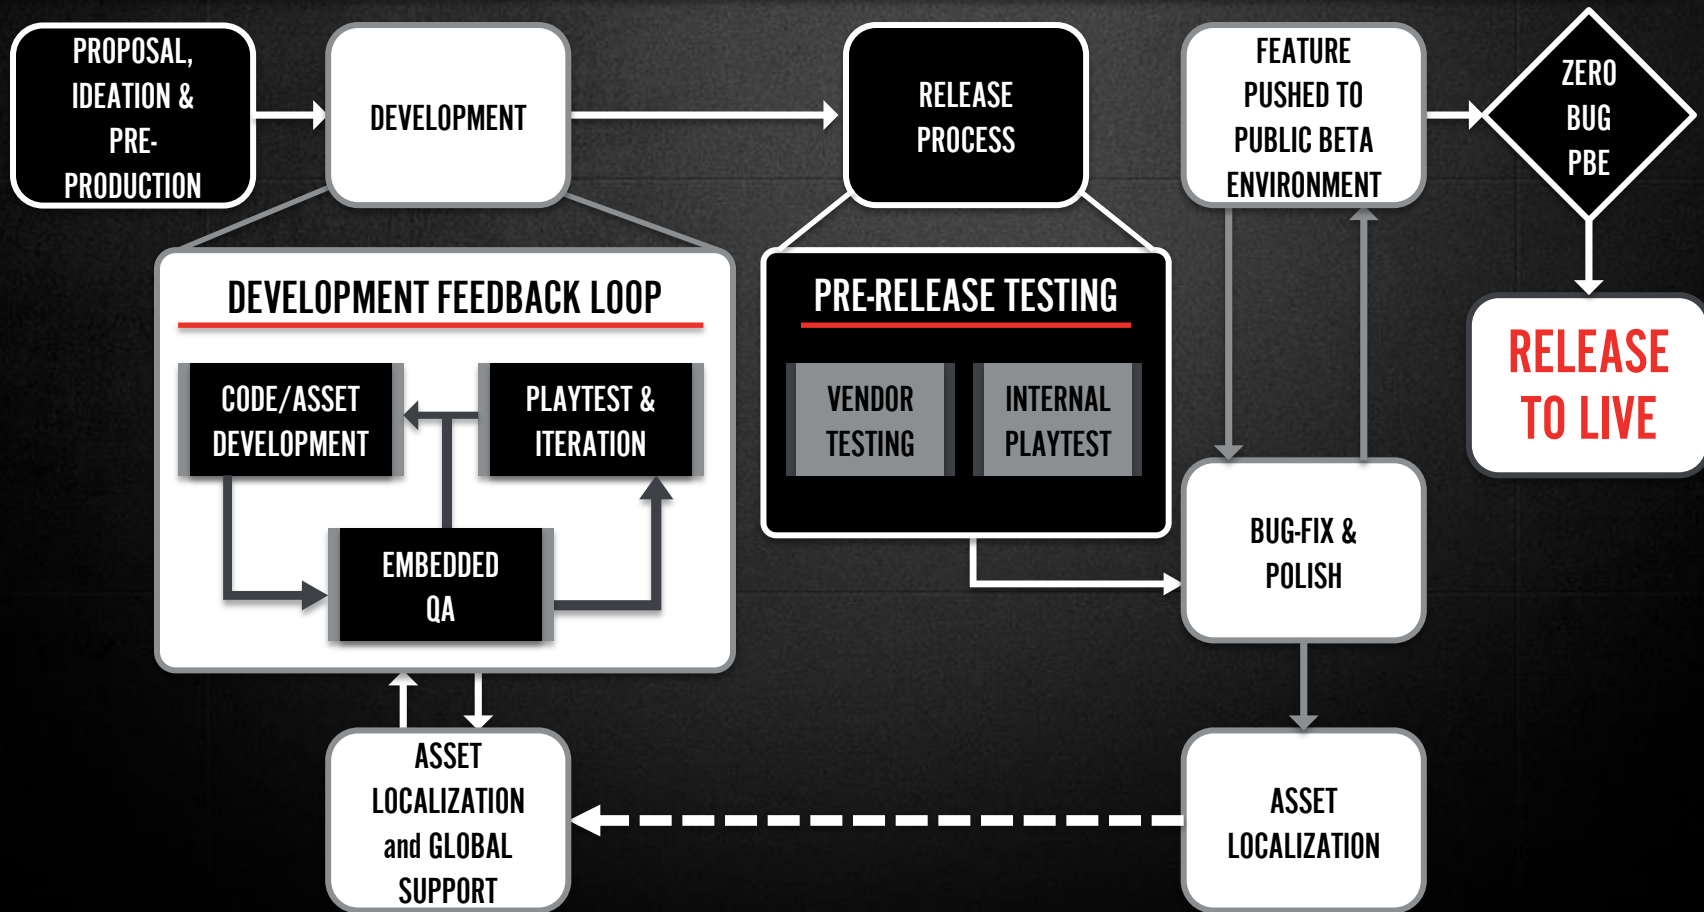 PROPOSAL,
IDEATION &
PRE-
PRODUCTION
DEVELOPMENT
RELEASE
PROCESS
FEATURE
PUSHED TO
PUBLIC BETA
ENVIRONMENT
ZERO
BUG
PBE
DEVELOPMENT FEEDBACK LOOP
CODE/ASSET
DEVELOPMENT
PLAYTEST &
ITERATION
EMBEDDED
QA
PRE-RELEASE TESTING
VENDOR
TESTING
INTERNAL
PLAYTEST
RELEASE
TO LIVE
BUG-FIX &
POLISH
ASSET
LOCALIZATION
and GLOBAL
SUPPORT
ASSET
LOCALIZATION